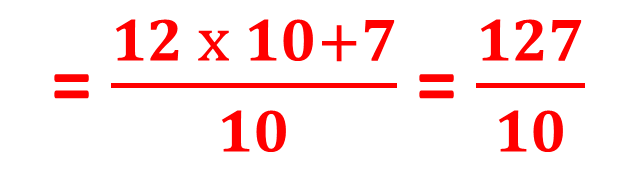 = 12 x 10+7 / 10 = 127 / 10